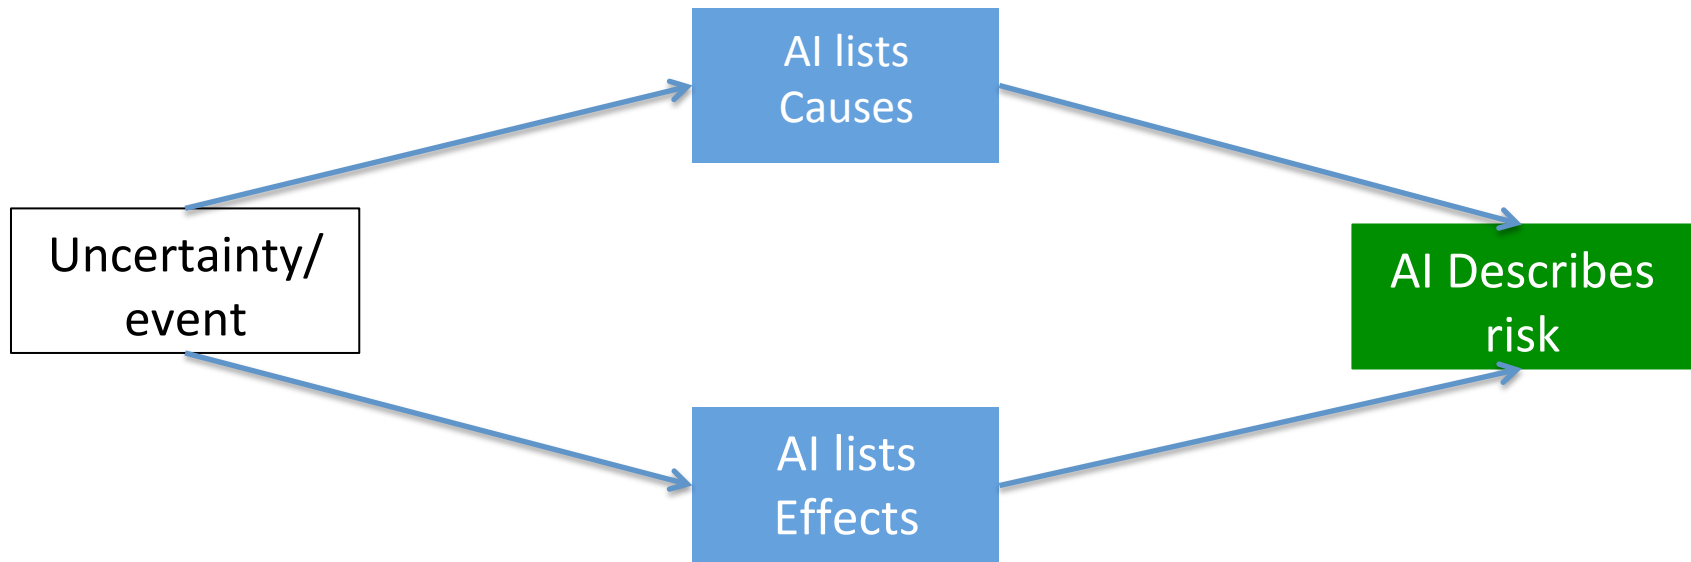 AI lists
Causes
Uncertainty/
event
AI Describes
risk
AI lists
Effects